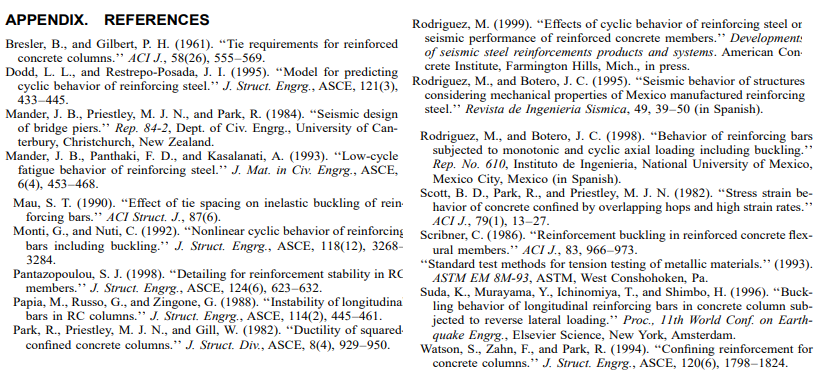 APPENDIX. REFERENCES
Bresler, B., and Gilbert, P. H. (1961). ‘‘Tie requirements for reinforced
concrete columns.’’ ACI J., 58(26), 555–569.
Dodd, L. L., and Restrepo-Posada, J. I. (1995). ‘‘Model for predicting
cyclic behavior of reinforcing steel.’’ J. Struct. Engrg., ASCE, 121(3),
433–445.
Mander, J. B., Priestley, M. J. N., and Park, R. (1984). ‘‘Seismic design
of bridge piers.’’ Rep. 84-2, Dept. of Civ. Engrg., University of Can-
terbury, Christchurch, New Zealand.
Mander, J. B., Panthaki, F. D., and Kasalanati, A. (1993). ‘‘Low-cycle
fatigue behavior of reinforcing steel.’’ J. Mat. in Civ. Engrg., ASCE,
6(4), 453–468.
Mau, S. T. (1990). ‘‘Effect of tie spacing on inelastic buckling of rein-
forcing bars.’’ ACI Struct. J., 87(6).
Monti, G., and Nuti, C. (1992). ‘‘Nonlinear cyclic behavior of reinforcing
bars including buckling.’’ J. Struct. Engrg., ASCE, 118(12), 3268-
3284.
Pantazopoulou, S. J. (1998). ‘‘Detailing for reinforcement stability in RC
members.’’ J. Struct. Engrg., ASCE, 124(6), 623–632.
Papia, M., Russo, G., and Zingone, G. (1988). ‘‘Instability of longitudina
bars in RC columns.’’ J. Struct. Engrg., ASCE, 114(2), 445–461.
Park, R., Priestley, M. J. N., and Gill, W. (1982). ‘‘Ductility of squared-
confined concrete columns.’’ J. Struct. Div., ASCE, 8(4), 929–950.
Rodriguez, M. (1999). ‘‘Effects of cyclic behavior of reinforcing steel or
seismic performance of reinforced concrete members.’’ Developments
of seismic steel reinforcements products and systems. American Con-
crete Institute, Farmington Hills, Mich., in press.
Rodriguez, M., and Botero, J. C. (1995). ‘‘Seismic behavior of structures
considering mechanical properties of Mexico manufactured reinforcing
steel.’’ Revista de Ingenieria Sismica, 49, 39–50 (in Spanish).
Rodriguez, M., and Botero, J. C. (1998). ‘‘Behavior of reinforcing bars
subjected to monotonic and cyclic axial loading including buckling.’’
Rep. No. 610, Instituto de Ingenieria, National University of Mexico,
Mexico City, Mexico (in Spanish).
Scott, B. D., Park, R., and Priestley, M. J. N. (1982). ‘‘Stress strain be-
havior of concrete confined by overlapping hops and high strain rates.’’
ACI J., 79(1), 13–27.
Scribner, C. (1986). ‘‘Reinforcement buckling in reinforced concrete flex-
ural members.’’ ACI J., 83, 966–973.
‘‘Standard test methods for tension testing of metallic materials.’’ (1993).
ASTM EM 8M-93, ASTM, West Conshohoken, Pa.
Suda, K., Murayama, Y., Ichinomiya, T., and Shimbo, H. (1996). ‘‘Buck-
ling behavior of longitudinal reinforcing bars in concrete column sub-
jected to reverse lateral loading.’’ Proc., 11th World Conf. on Earth-
quake Engrg., Elsevier Science, New York, Amsterdam.
Watson, S., Zahn, F., and Park, R. (1994). ‘‘Confining reinforcement for
concrete columns.’’ J. Struct. Engrg., ASCE, 120(6), 1798–1824.